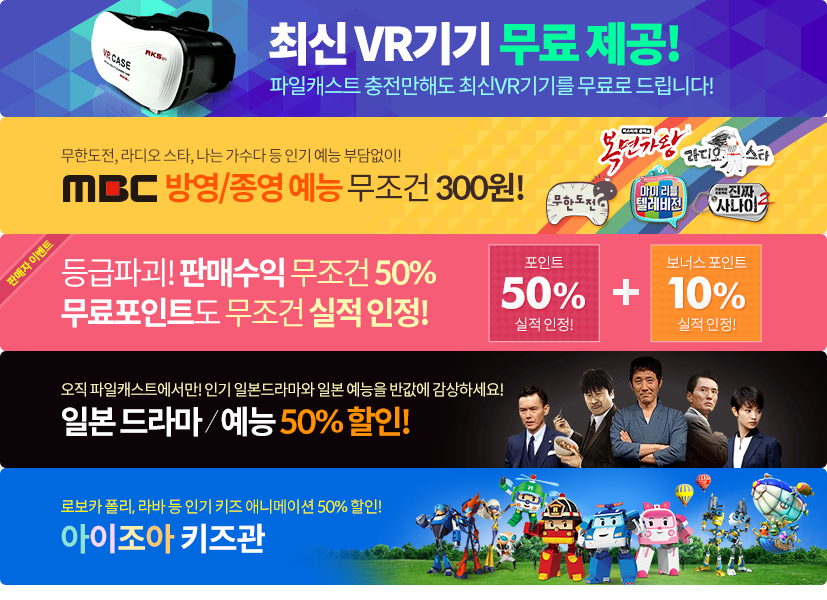 VR CASE
RK5th
최신 VR기기 무료 제공!
파일캐스트 충전만해도 최신VR기기를 무료로 드립니다!
무한도전, 라디오 스타, 나는 가수다 등 인기 예능 부담없이!
MBC 방영/종영 예능 무조건 300원!
복면가왕
라디오 스타
무한도전
마이 리틀
텔레비전
진짜
사나이2
판매자 이벤트
등급파괴! 판매수익 무조건 50%
무료포인트도 무조건 실적 인정!
포인트
50%
실적 인정!
+
보너스 포인트
10%
실적 인정!
오직 파일캐스트에서만! 인기 일본드라마와 일본 예능을 반값에 감상하세요!
일본 드라마/예능 50% 할인!
로보카 폴리, 라바 등 인기 키즈 애니메이션 50% 할인!
아이조아 키즈관